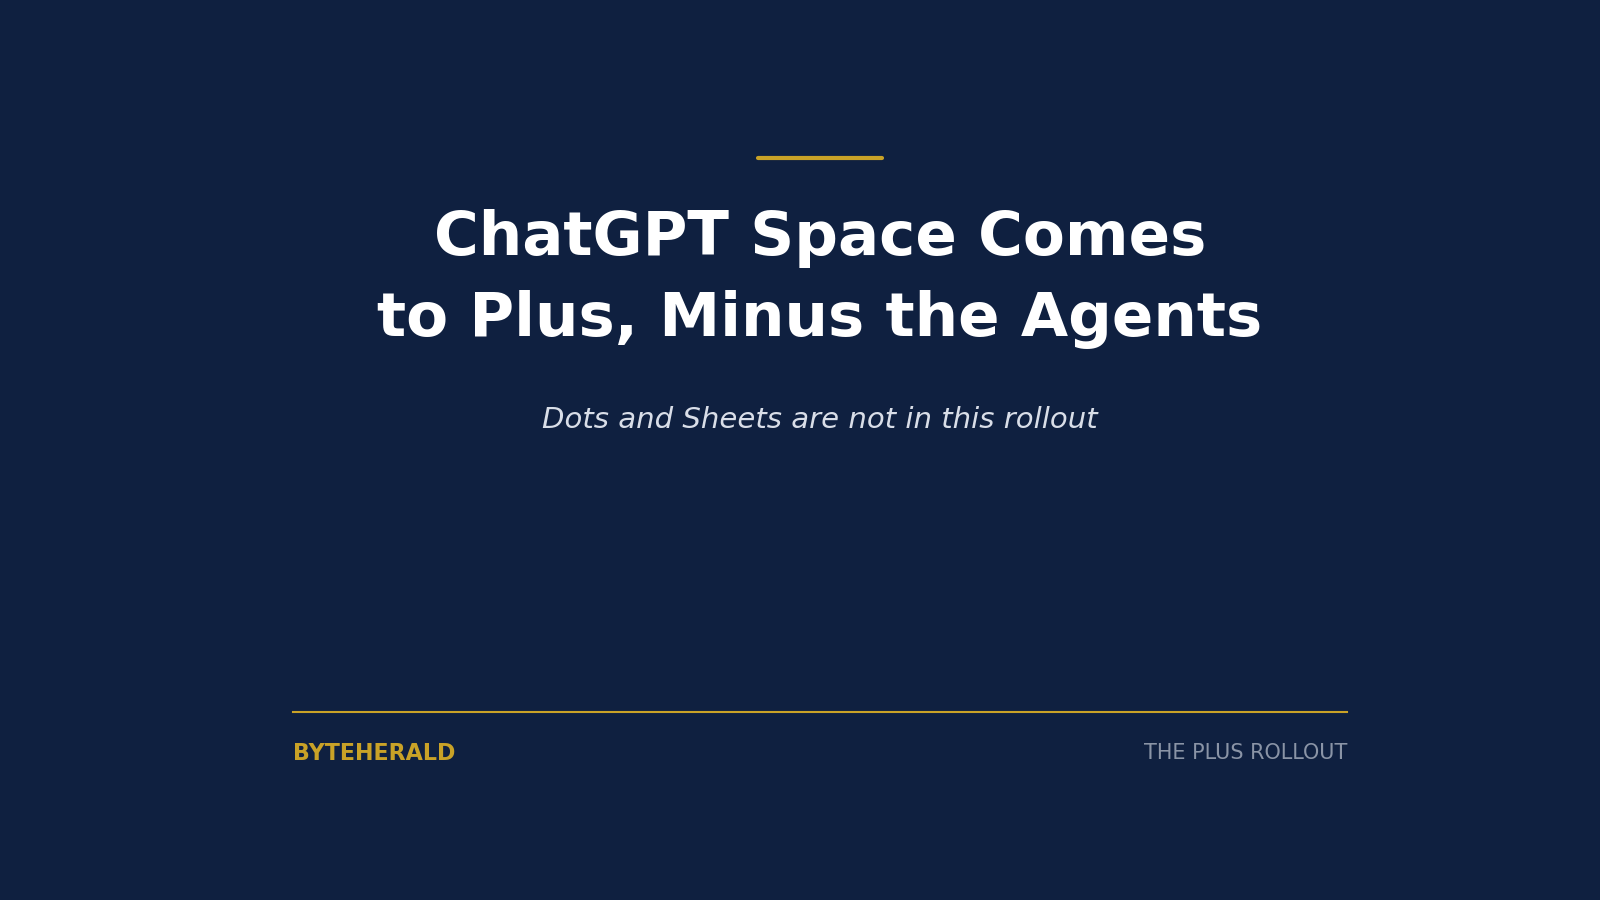 ChatGPT Space Comes
to Plus, Minus the Agents
Dots and Sheets are not in this rollout
BYTEHERALD
THE PLUS ROLLOUT